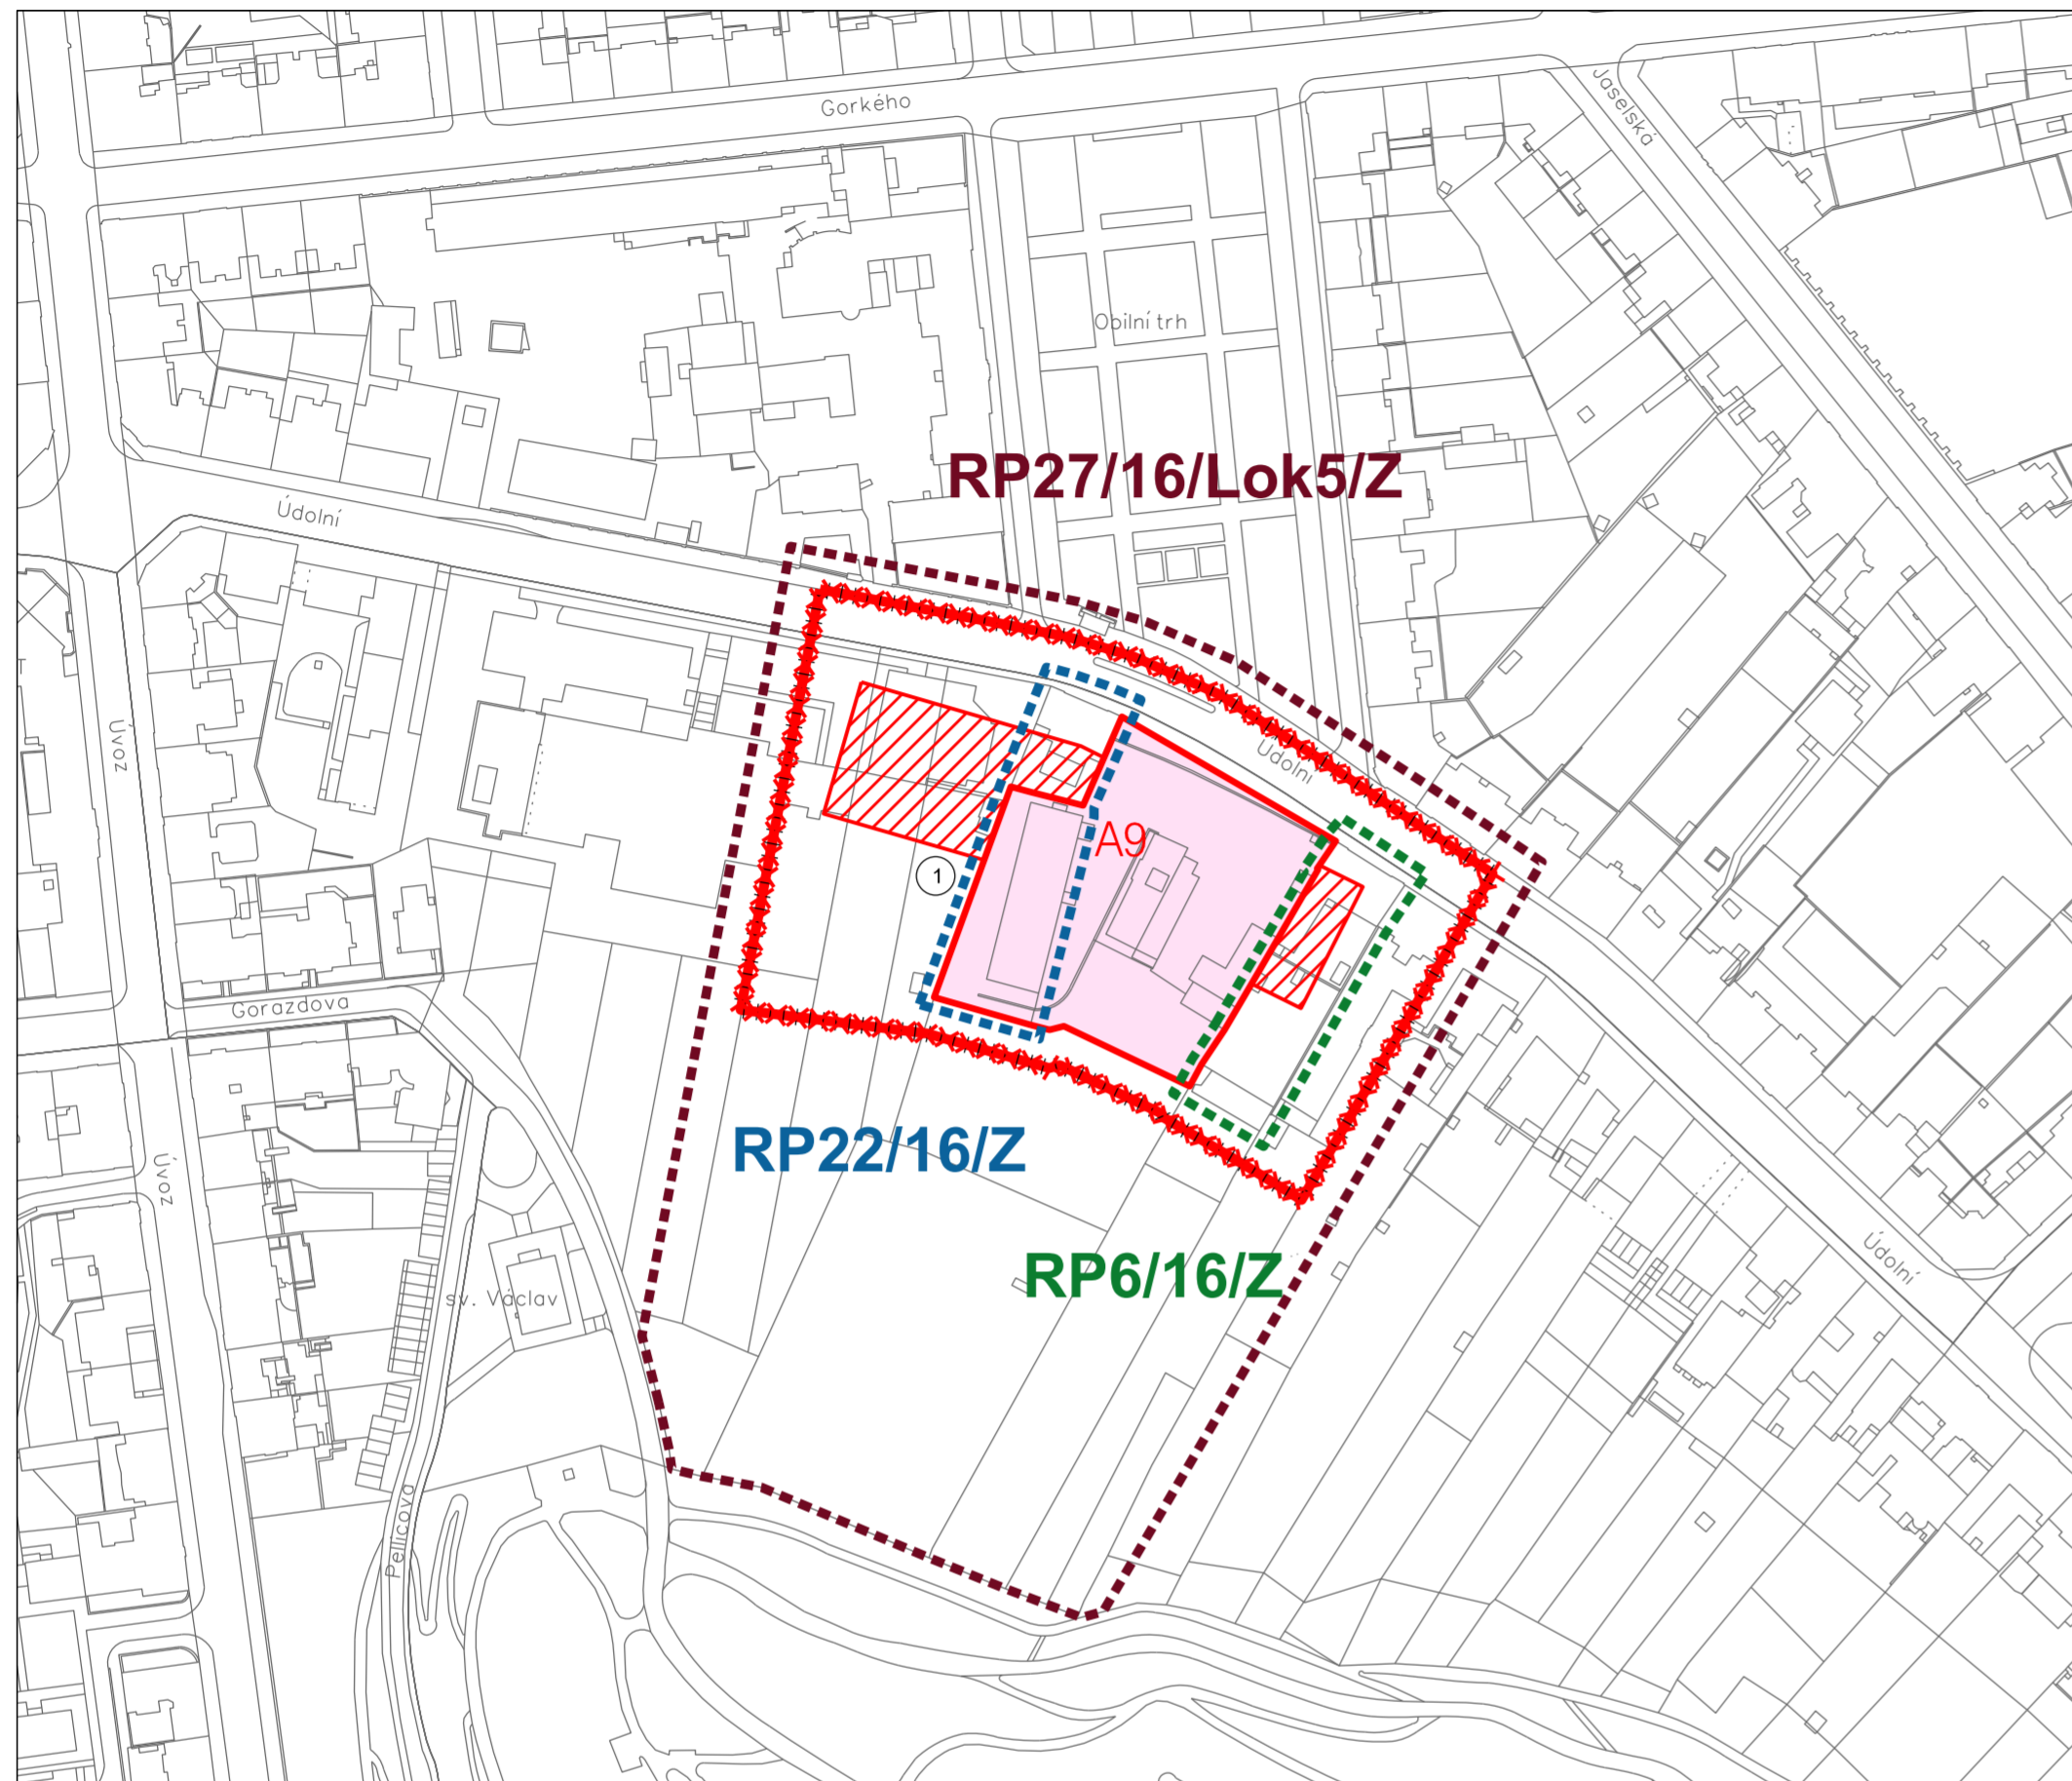 Gorkého
Jaselská
Obilní trh
RP27/16/Lok5/Z
Údolní
Úvoz
Údolní
A9
1
Gorazdova
RP22/16/Z
Úvoz
RP6/16/Z
Údolní
sv. Václav
Pellicova